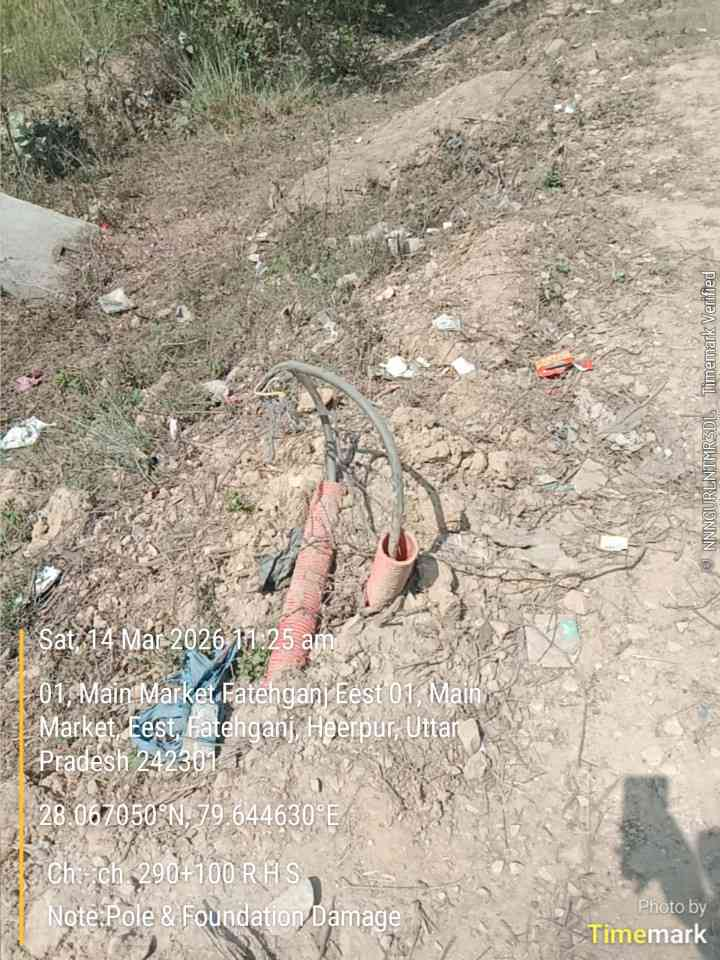 Sat, 14 Mar 2026 11:25 am
01, Main Market Fatehganj Eest 01, Main
Market, Eest, Fatehganj, Heerpur, Uttar
Pradesh 242301
28.067050°N, 79.644630°E
Ch:- :ch 290+100 R H S
Note:Pole & Foundation Damage
Photo by
Timemark
Timemark Verified